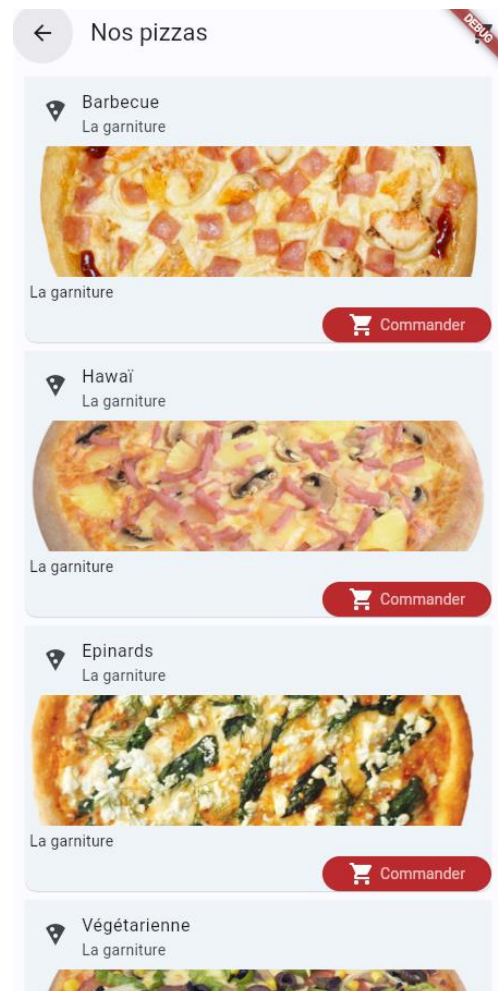 Nos pizzas
DEBUG
Barbecue
La garniture
La garniture
Commander
Hawaï
La garniture
La garniture
Commander
Epinards
La garniture
La garniture
Commander
Végétarienne
La garniture